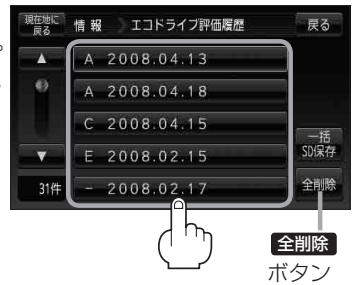 現在地に
戻る
情報 エコドライブ評価履歴
戻る
A 2008.04.13
A 2008.04.18
C 2008.04.15
E 2008.02.15
- 2008.02.17
31件
一括
SD保存
全削除
全削除
ボタン